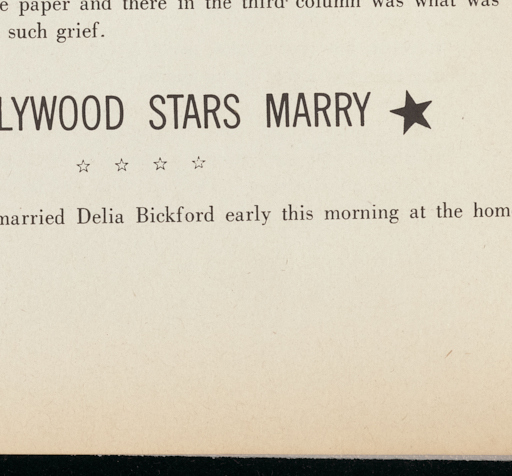 e paper and there in the third column was what was
such grief.
LYWOOD STARS MARRY ★
☆ ☆ ☆ ☆
married Delia Bickford early this morning at the hom